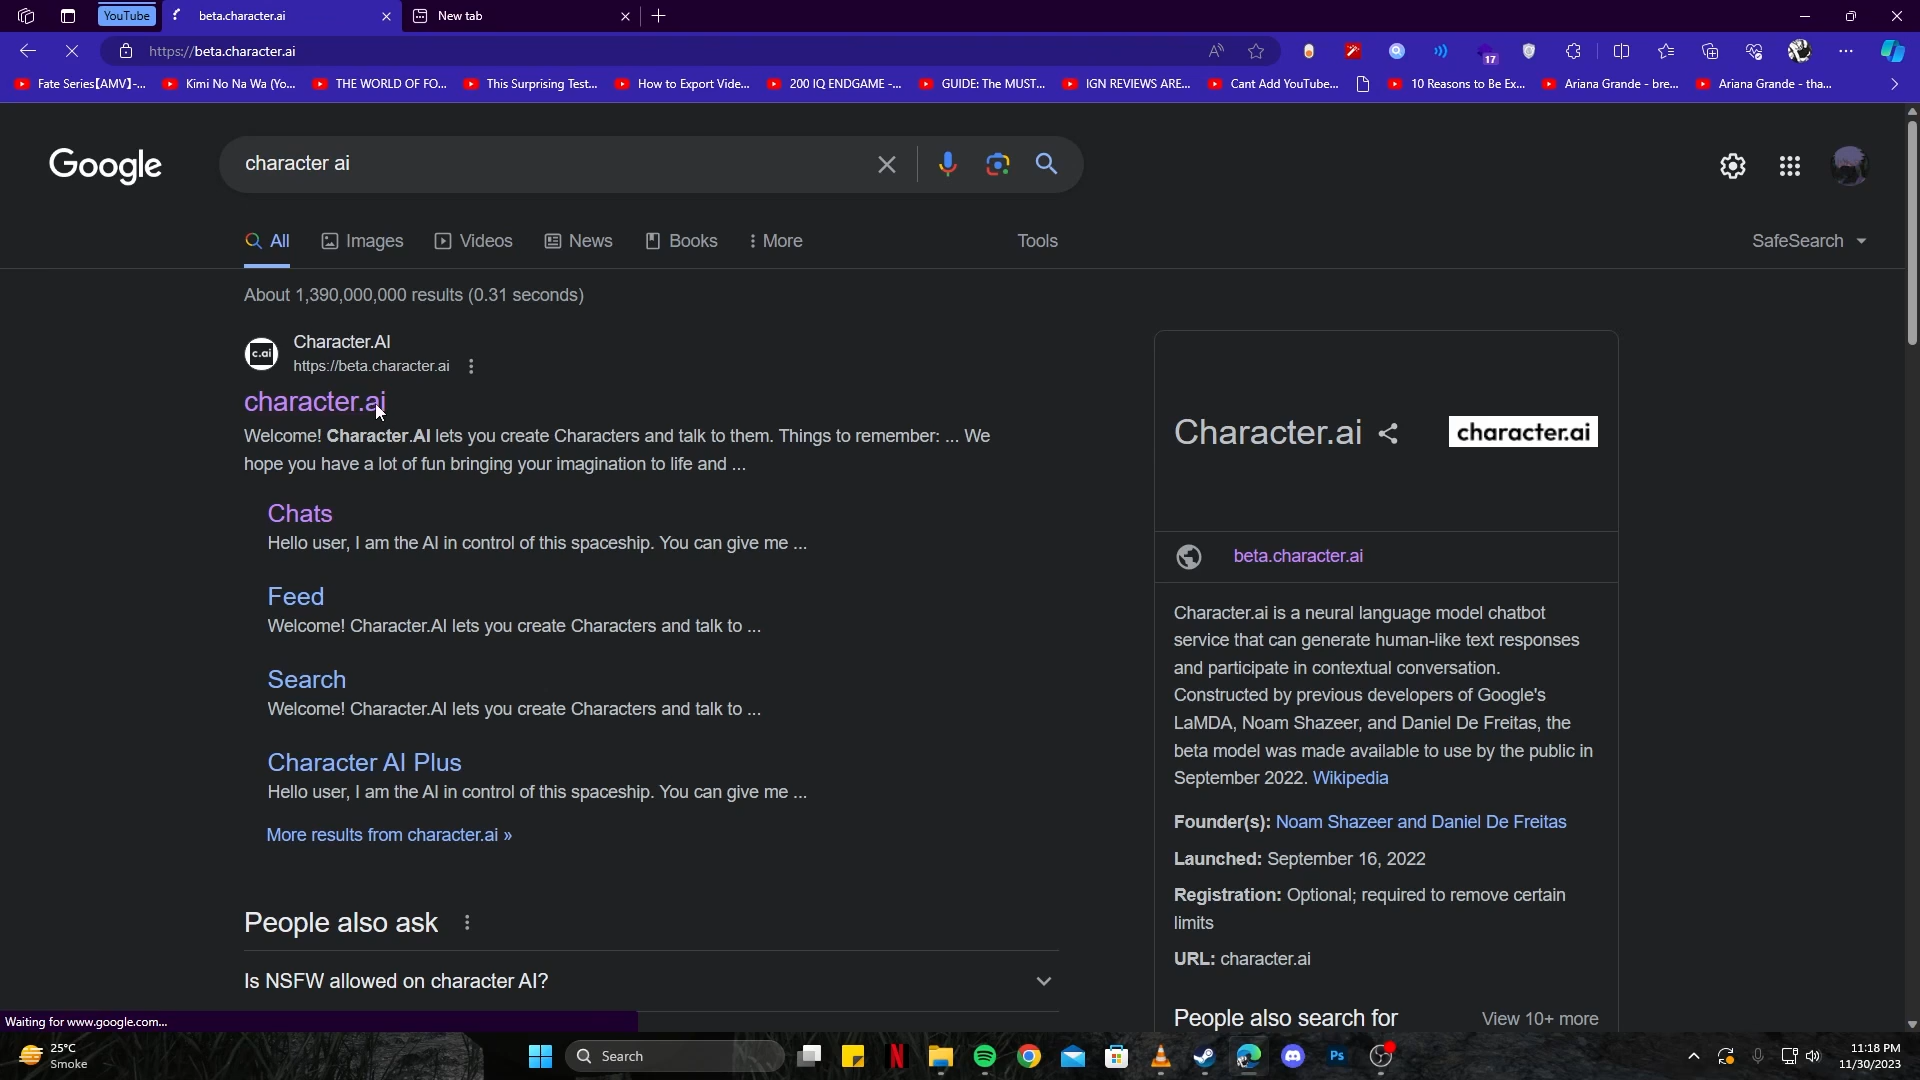 YouTube
beta.character.ai
New tab
https://beta.character.ai
17
Fate Series【AMV】-...
Kimi No Na Wa (Yo...
THE WORLD OF FO...
This Surprising Test...
How to Export Vide...
200 IQ ENDGAME -...
GUIDE: The MUST...
IGN REVIEWS ARE...
Cant Add YouTube...
10 Reasons to Be Ex...
Ariana Grande - bre...
Ariana Grande - tha...
Google
character ai
All
Images
Videos
News
Books
More
Tools
SafeSearch
About 1,390,000,000 results (0.31 seconds)
c.ai
Character.AI
https://beta.character.ai
character.ai
Welcome! Character.AI lets you create Characters and talk to them. Things to remember: ... We
hope you have a lot of fun bringing your imagination to life and ...
Chats
Hello user, I am the AI in control of this spaceship. You can give me ...
Feed
Welcome! Character.AI lets you create Characters and talk to ...
Search
Welcome! Character.AI lets you create Characters and talk to ...
Character AI Plus
Hello user, I am the AI in control of this spaceship. You can give me ...
More results from character.ai »
People also ask
Is NSFW allowed on character AI?
Character.ai
character.ai
beta.character.ai
Character.ai is a neural language model chatbot
service that can generate human-like text responses
and participate in contextual conversation.
Constructed by previous developers of Google's
LaMDA, Noam Shazeer, and Daniel De Freitas, the
beta model was made available to use by the public in
September 2022. Wikipedia
Founder(s): Noam Shazeer and Daniel De Freitas
Launched: September 16, 2022
Registration: Optional; required to remove certain
limits
URL: character.ai
People also search for
View 10+ more
Waiting for www.google.com...
25°C
Smoke
Search
Ps
11:18 PM
11/30/2023